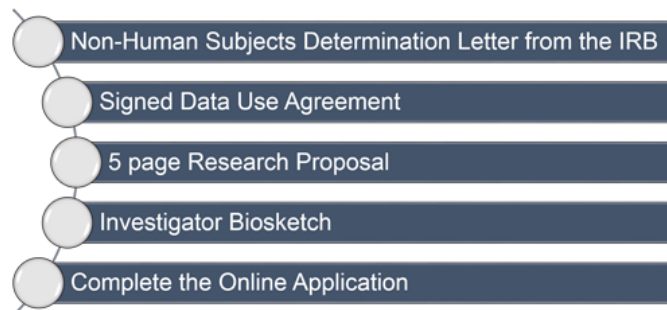 Non-Human Subjects Determination Letter from the IRB
Signed Data Use Agreement
5 page Research Proposal
Investigator Biosketch
Complete the Online Application